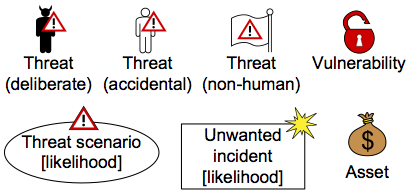 Threat
(deliberate)
Threat
(accidental)
Threat
(non-human)
Vulnerability
Threat scenario
[likelihood]
Unwanted
incident
[likelihood]
$
Asset